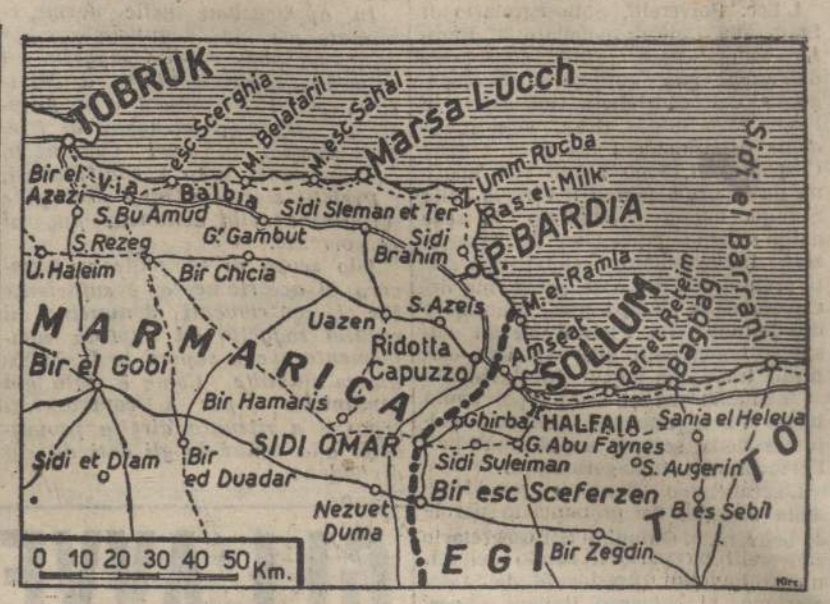 TOBRUK
esc Scerghia
M. Belafaril
M. esc Sahal
Marsa Lucch
Umm Rucba
Ras el Milk
P. BARDIA
Sidi el Barrani
Bir el
Azazi
Via
Balbia
S. Bu Amud
Sidi Sleman et Ter
Sidi
Brahim
S. Rezeg
Gʳ Gambut
U. Haleim
Bir Chicia
M. el Ramla
Uazen
S. Azeis
SOLLUM
Qaret Reteim
Bagbag
MARMARICA
Ridotta
Capuzzo
Amseat
Bir el Gobi
Bir Hamaris
Ghirba
HALFAIA
Sania el Heleua
SIDI OMAR
G. Abu Faynes
Sidi et Diam
Bir
ed Duadar
Sidi Suleiman
S. Augerin
Nezuet
Duma
Bir esc Sceferzen
B. es Sebil
Bir Zegdin
EGITTO
0 10 20 30 40 50 Km.